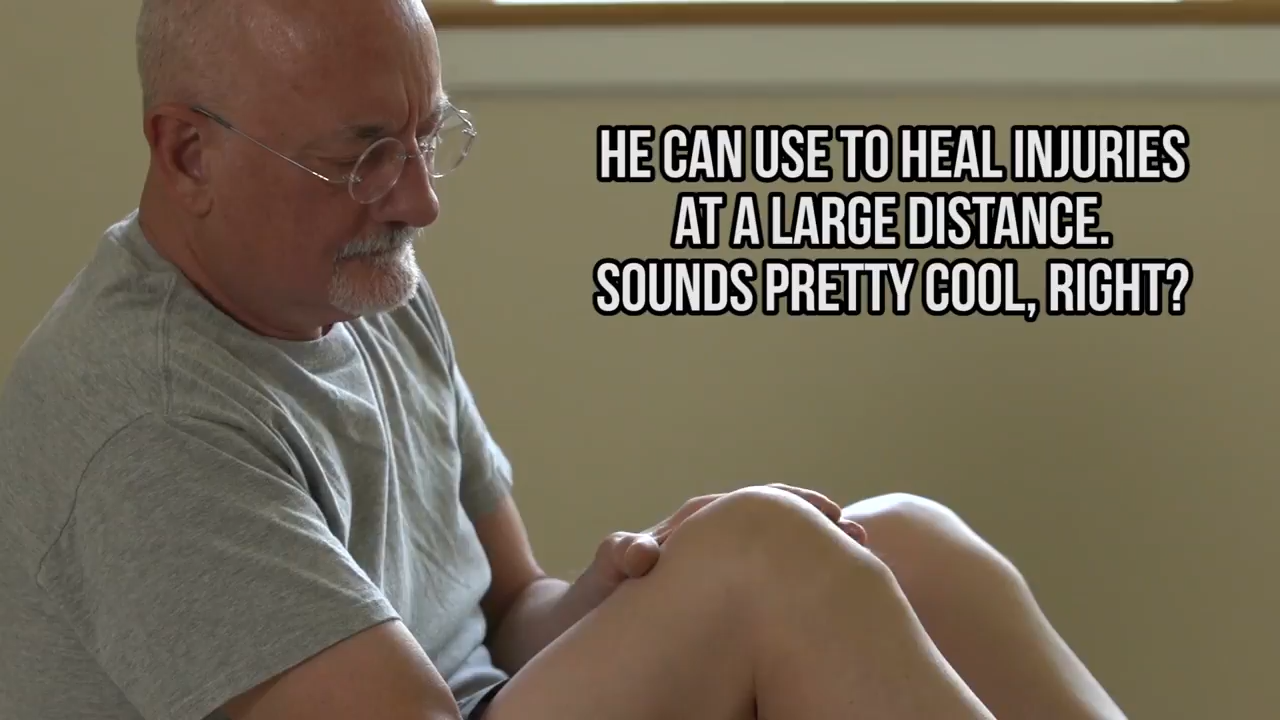 HE CAN USE TO HEAL INJURIES
AT A LARGE DISTANCE.
SOUNDS PRETTY COOL, RIGHT?